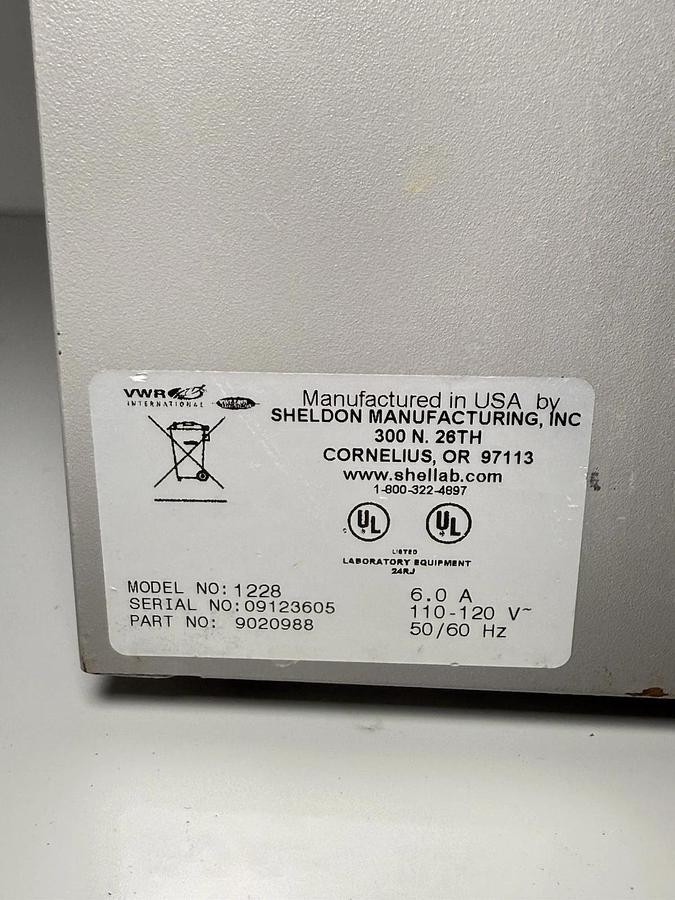 VWR
INTERNATIONAL
Manufactured in USA by
SHELDON MANUFACTURING, INC
300 N. 26TH
CORNELIUS, OR 97113
www.shellab.com
1-800-322-4897
UL UL
LISTED
LABORATORY EQUIPMENT
24RJ
MODEL NO: 1228
SERIAL NO: 09123605
PART NO: 9020988
6.0 A
110-120 V~
50/60 Hz